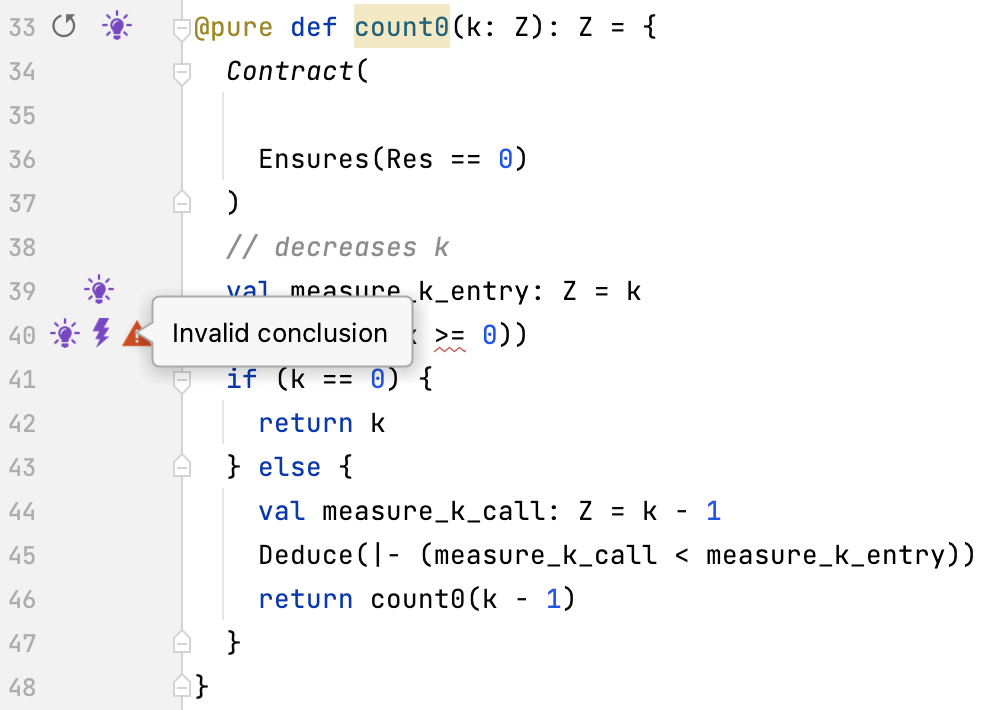 33 @pure def count0(k: Z): Z = {
34 Contract(
35
36 Ensures(Res == 0)
37 )
38 // decreases k
39 val measure_k_entry: Z = k
40 Invalid conclusion >= 0))
41 if (k == 0) {
42 return k
43 } else {
44 val measure_k_call: Z = k - 1
45 Deduce(|- (measure_k_call < measure_k_entry))
46 return count0(k - 1)
47 }
48 }